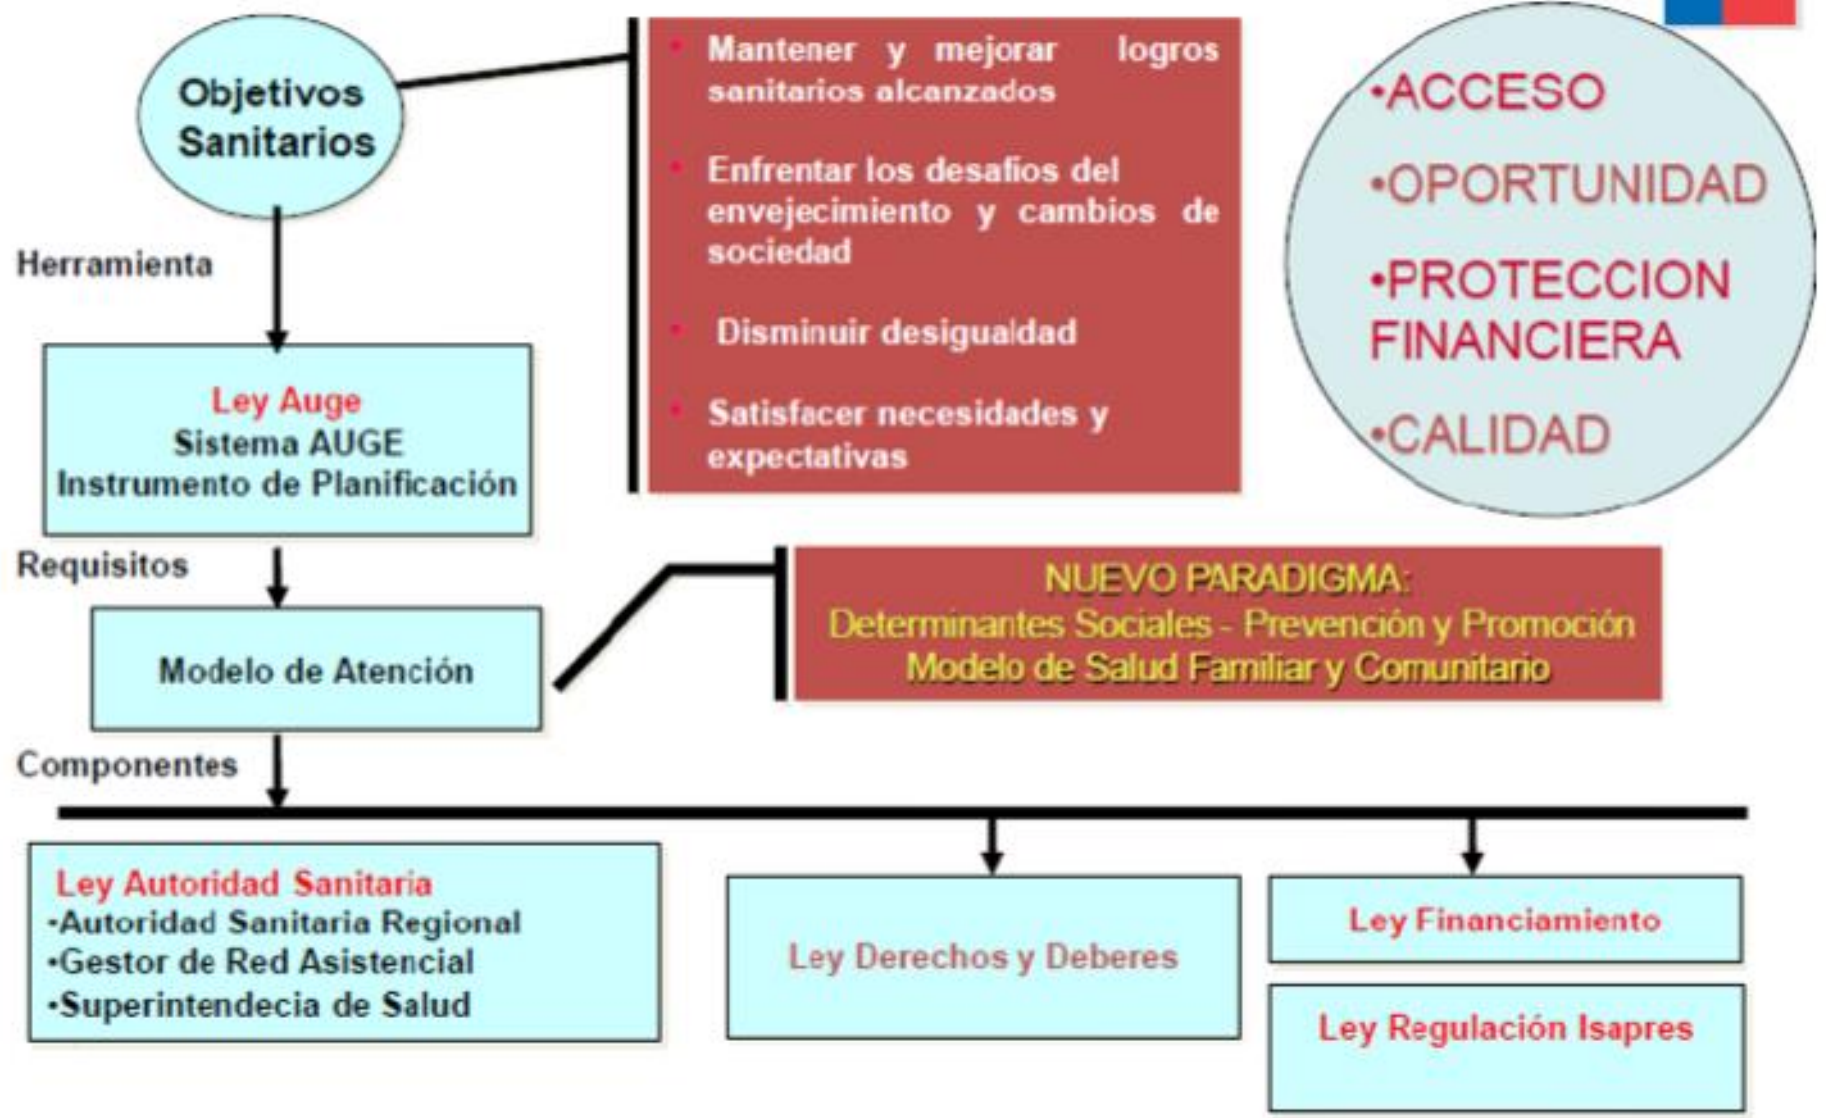 Objetivos
Sanitarios
• Mantener y mejorar logros
sanitarios alcanzados
• Enfrentar los desafios del
envejecimiento y cambios de
sociedad
• Disminuir desigualdad
• Satisfacer necesidades y
expectativas
•ACCESO
•OPORTUNIDAD
•PROTECCION
FINANCIERA
•CALIDAD
Herramienta
Ley Auge
Sistema AUGE
Instrumento de Planificación
Requisitos
Modelo de Atención
NUEVO PARADIGMA:
Determinantes Sociales - Prevención y Promoción
Modelo de Salud Familiar y Comunitario
Componentes
Ley Autoridad Sanitaria
•Autoridad Sanitaria Regional
•Gestor de Red Asistencial
•Superintendecia de Salud
Ley Derechos y Deberes
Ley Financiamiento
Ley Regulación Isapres